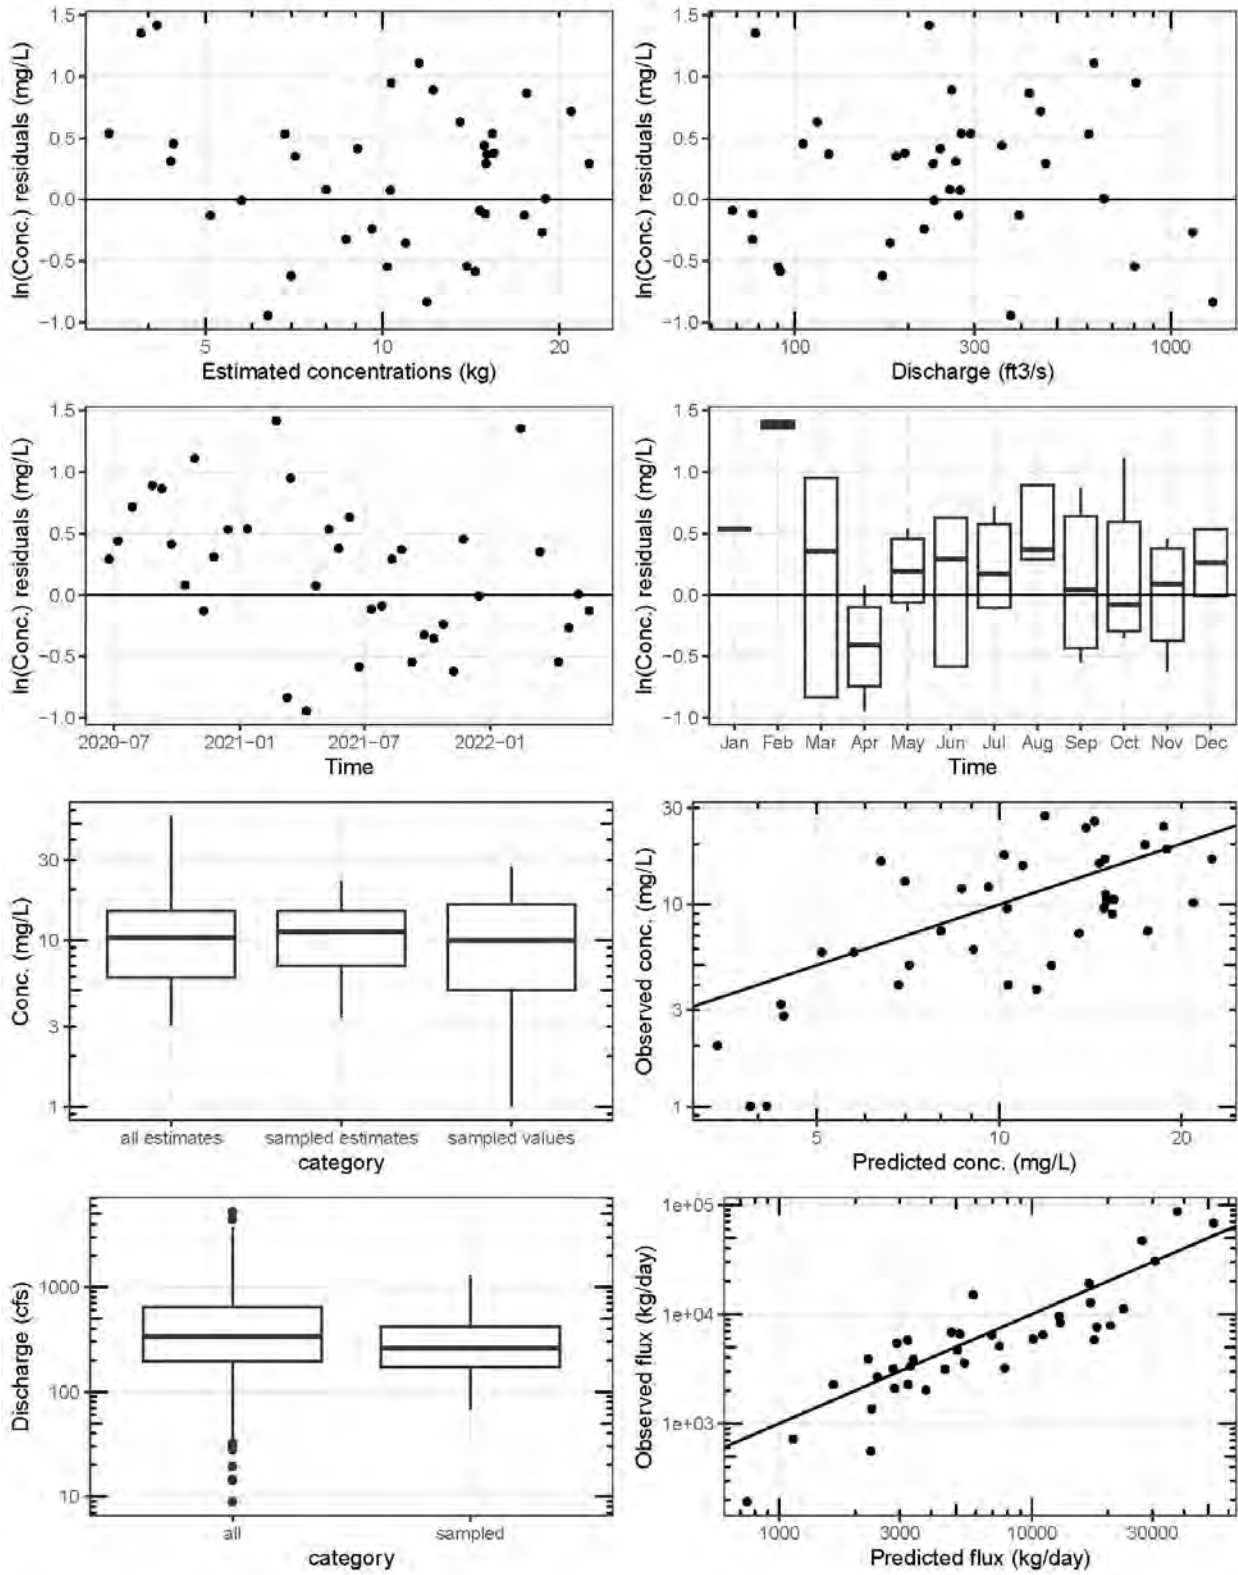 1.5
1.0
0.5
0.0
−0.5
−1.0
ln(Conc.) residuals (mg/L)
5 10 20
Estimated concentrations (kg)
1.5
1.0
0.5
0.0
−0.5
−1.0
ln(Conc.) residuals (mg/L)
100 300 1000
Discharge (ft3/s)
1.5
1.0
0.5
0.0
−0.5
−1.0
ln(Conc.) residuals (mg/L)
2020−07 2021−01 2021−07 2022−01
Time
1.5
1.0
0.5
0.0
−0.5
−1.0
ln(Conc.) residuals (mg/L)
Jan Feb Mar Apr May Jun Jul Aug Sep Oct Nov Dec
Time
30
10
3
1
Conc. (mg/L)
all estimates sampled estimates sampled values
category
30
10
3
1
Observed conc. (mg/L)
5 10 20
Predicted conc. (mg/L)
1000
100
10
Discharge (cfs)
all sampled
category
1e+05
1e+04
1e+03
Observed flux (kg/day)
1000 3000 10000 30000
Predicted flux (kg/day)